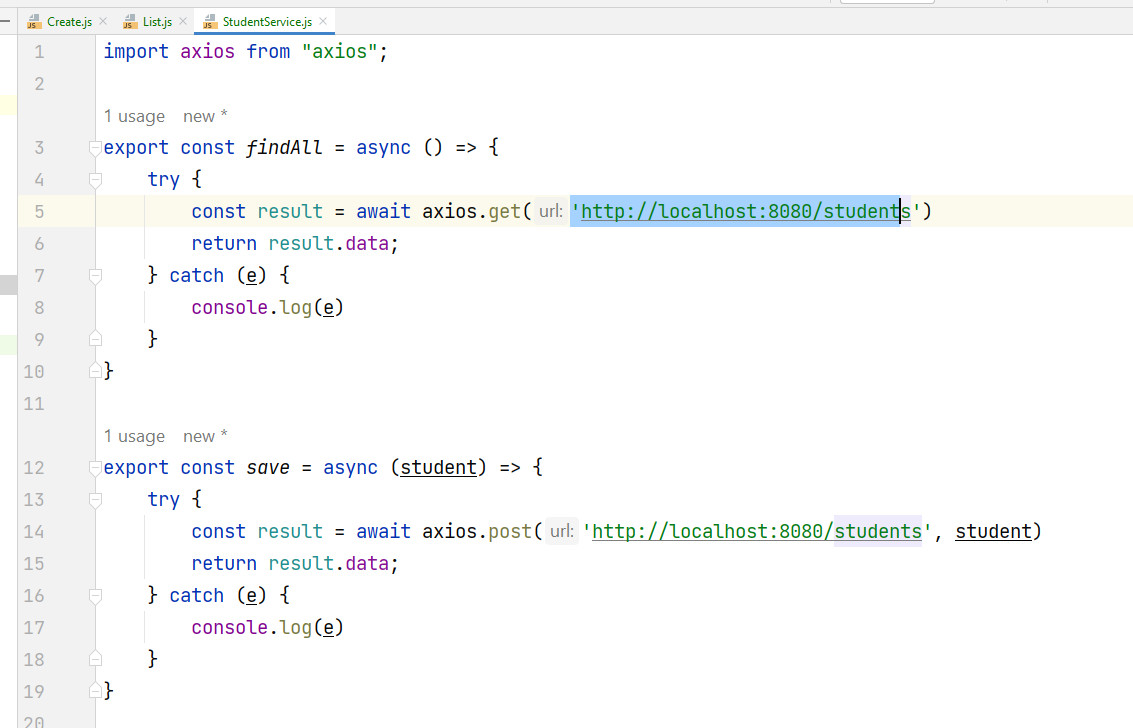 Create.js List.js StudentService.js
1 import axios from "axios";
2
1 usage new *
3 export const findAll = async () => {
4 try {
5 const result = await axios.get( url: 'http://localhost:8080/students')
6 return result.data;
7 } catch (e) {
8 console.log(e)
9 }
10 }
11
1 usage new *
12 export const save = async (student) => {
13 try {
14 const result = await axios.post( url: 'http://localhost:8080/students', student)
15 return result.data;
16 } catch (e) {
17 console.log(e)
18 }
19 }
20